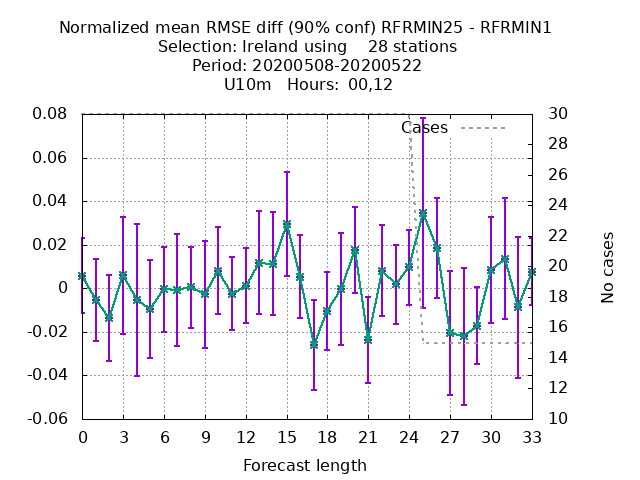 Normalized mean RMSE diff (90% conf) RFRMIN25 - RFRMIN1
Selection: Ireland using    28 stations
Period: 20200508-20200522
U10m   Hours:  00,12
0.08
0.06
0.04
0.02
0
-0.02
-0.04
-0.06
Cases
30
28
26
24
22
20
18
16
14
12
10
No cases
0 3 6 9 12 15 18 21 24 27 30 33
Forecast length